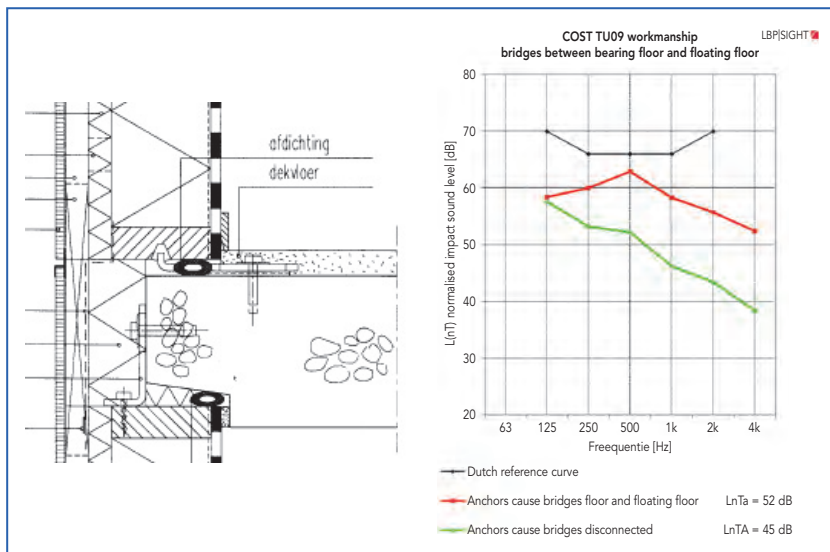 afdichting
dekvloer
COST TU09 workmanship
bridges between bearing floor and floating floor
LBP|SIGHT
L(nT) normalised impact sound level [dB]
80
70
60
50
40
30
20
63 125 250 500 1k 2k 4k
Freequentie [Hz]
Dutch reference curve
Anchors cause bridges floor and floating floor LnTa = 52 dB
Anchors cause bridges disconnected LnTA = 45 dB